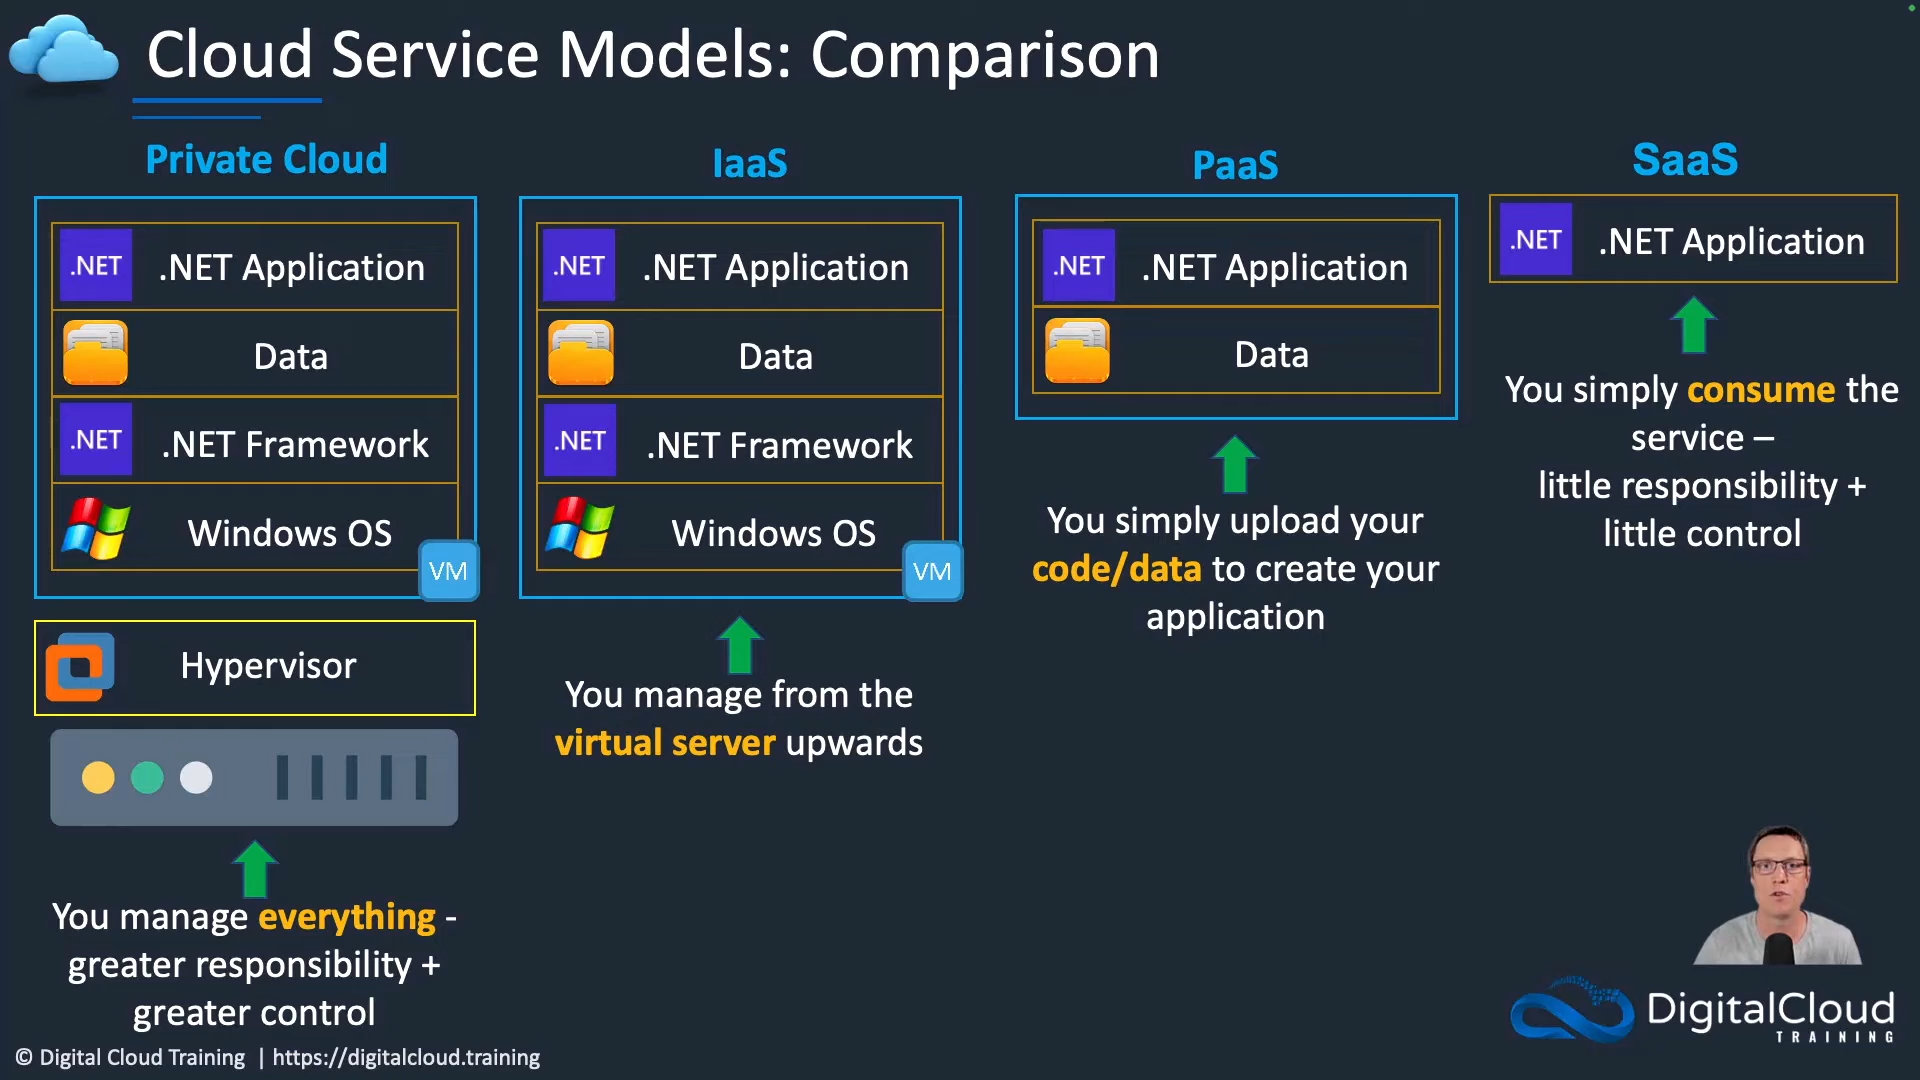 Cloud Service Models: Comparison
Private Cloud
.NET .NET Application
Data
.NET .NET Framework
Windows OS
VM
Hypervisor
You manage everything -
greater responsibility +
greater control
IaaS
.NET .NET Application
Data
.NET .NET Framework
Windows OS
VM
You manage from the
virtual server upwards
PaaS
.NET .NET Application
Data
You simply upload your
code/data to create your
application
SaaS
.NET .NET Application
You simply consume the
service –
little responsibility +
little control
DigitalCloud
TRAINING
© Digital Cloud Training | https://digitalcloud.training